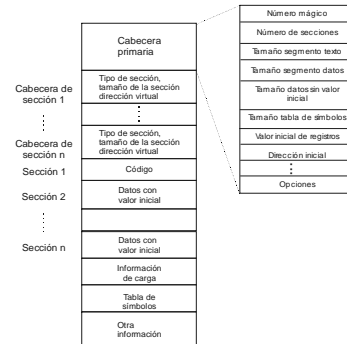 Cabecera
primaria
Tipo de sección,
tamaño de la sección
dirección virtual
Tipo de sección,
tamaño de la sección
dirección virtual
Código
Datos con
valor inicial
Datos con
valor inicial
Información
de carga
Tabla de
símbolos
Otra
información
Cabecera de
sección 1
Cabecera de
sección n
Sección 1
Sección 2
Sección n
Número mágico
Número de secciones
Tamaño segmento texto
Tamaño segmento datos
Tamaño datos sin valor
inicial
Tamaño tabla de símbolos
Valor inicial de registros
Dirección inicial
Opciones